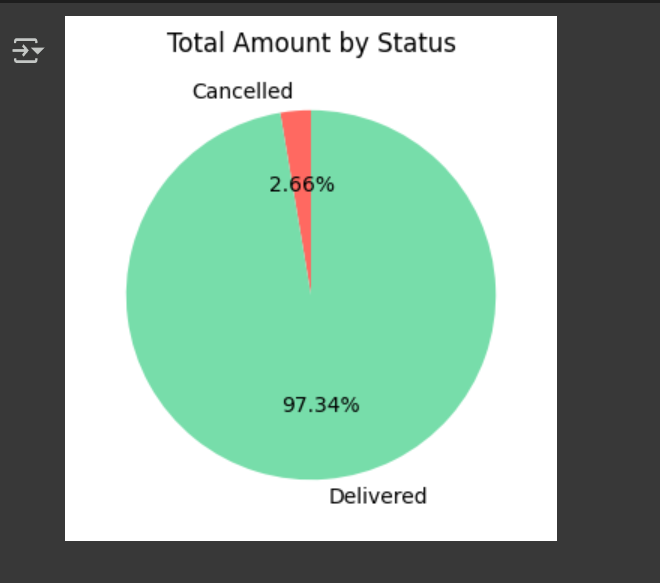 Total Amount by Status
Cancelled
2.66%
97.34%
Delivered